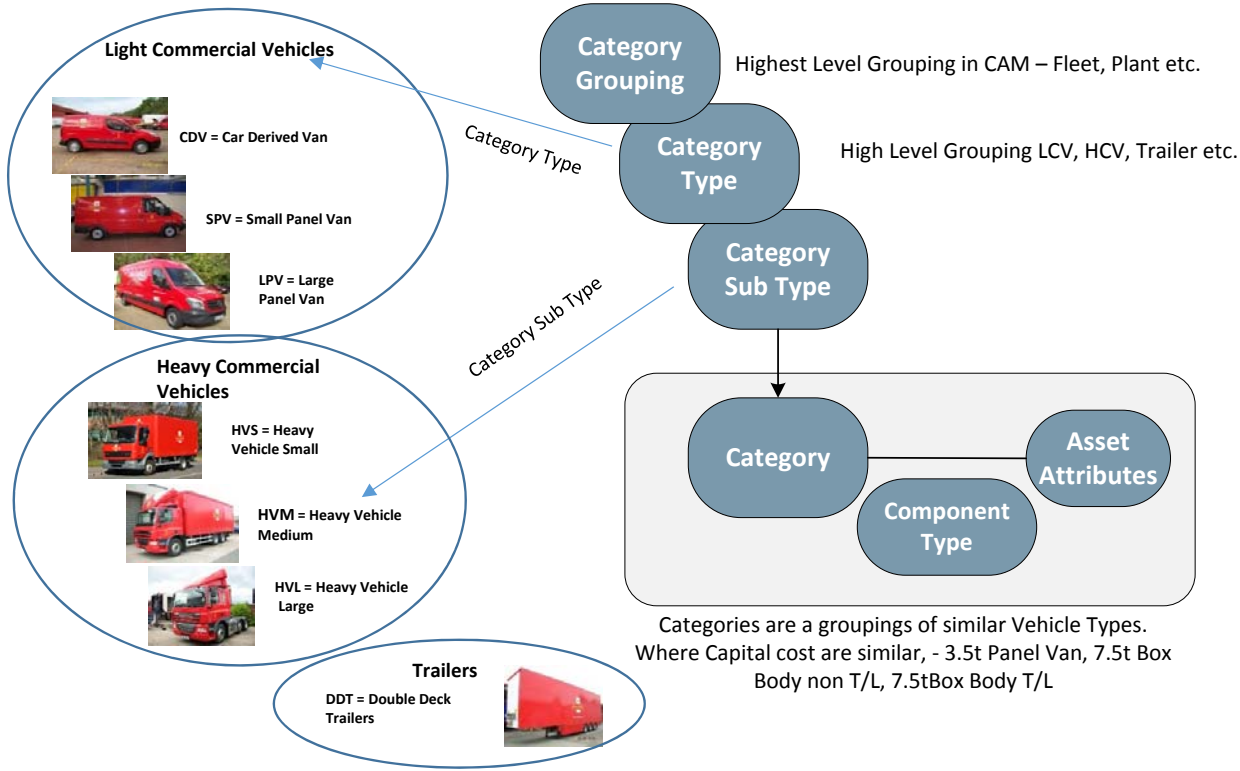 Light Commercial Vehicles
CDV = Car Derived Van
SPV = Small Panel Van
LPV = Large
Panel Van
Heavy Commercial
Vehicles
HVS = Heavy
Vehicle Small
HVM = Heavy Vehicle
Medium
HVL = Heavy Vehicle
Large
Trailers
DDT = Double Deck
Trailers
Category Type
Category Sub Type
Category
Grouping
Highest Level Grouping in CAM – Fleet, Plant etc.
Category
Type
High Level Grouping LCV, HCV, Trailer etc.
Category
Sub Type
Category
Asset
Attributes
Component
Type
Categories are a groupings of similar Vehicle Types.
Where Capital cost are similar, - 3.5t Panel Van, 7.5t Box
Body non T/L, 7.5tBox Body T/L